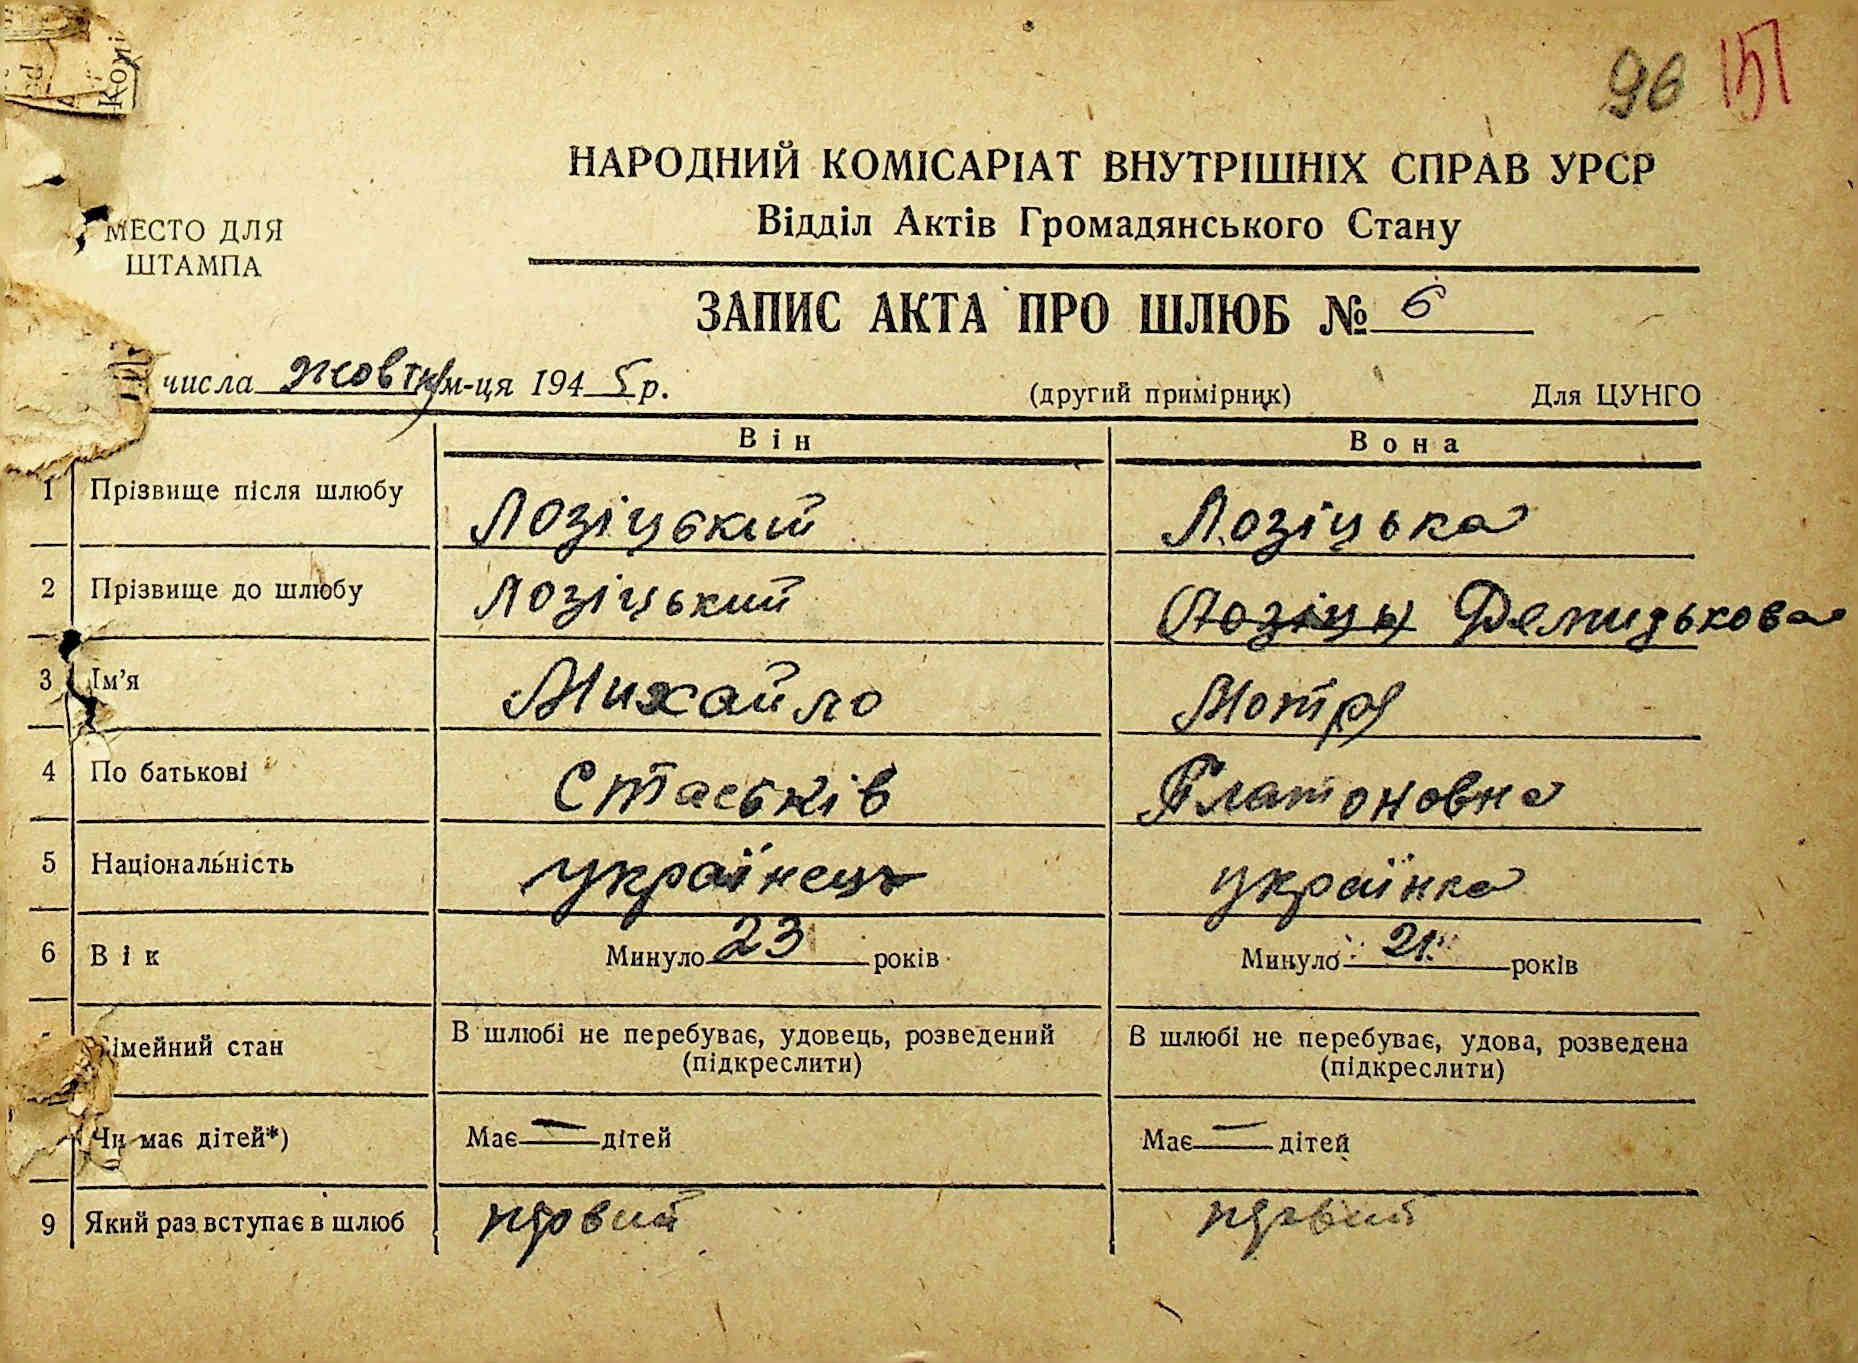 96 151
НАРОДНИЙ КОМІСАРІАТ ВНУТРІШНІХ СПРАВ УРСР
Відділ Актів Громадянського Стану
МЕСТО ДЛЯ
ШТАМПА
ЗАПИС АКТА ПРО ШЛЮБ № 6
числа жовтня м-ця 1945 р.
(другий примірник) Для ЦУНГО
Він Вона
1 Прізвище після шлюбу Лозіцький Лозіцька
2 Прізвище до шлюбу Лозіцький (Лозіць) Демидькова
3 Ім'я Михайло Мотря
4 По батькові Стаськів Платоновна
5 Національність українець українка
6 Вік Минуло 23 років Минуло 21 років
сімейний стан В шлюбі не перебуває, удовець, розведений (підкреслити) В шлюбі не перебуває, удова, розведена (підкреслити)
Чи має дітей*) Має — дітей Має — дітей
9 Який раз вступає в шлюб первий первий